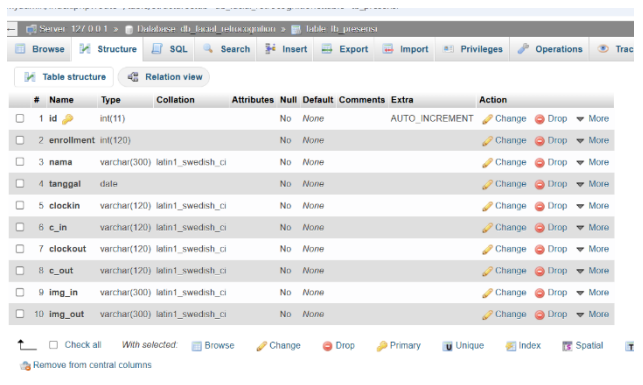 Server: 127.0.0.1 » Database: db_facial_retrocognition » Table: tb_presensi
Browse Structure SQL Search Insert Export Import Privileges Operations Trac
Table structure Relation view
# Name Type Collation Attributes Null Default Comments Extra Action
1 id int(11) No None AUTO_INCREMENT Change Drop More
2 enrollment int(120) No None Change Drop More
3 nama varchar(300) latin1_swedish_ci No None Change Drop More
4 tanggal date No None Change Drop More
5 clockin varchar(120) latin1_swedish_ci No None Change Drop More
6 c_in varchar(120) latin1_swedish_ci No None Change Drop More
7 clockout varchar(120) latin1_swedish_ci No None Change Drop More
8 c_out varchar(120) latin1_swedish_ci No None Change Drop More
9 img_in varchar(300) latin1_swedish_ci No None Change Drop More
10 img_out varchar(300) latin1_swedish_ci No None Change Drop More
Check all With selected: Browse Change Drop Primary Unique Index Spatial
Remove from central columns